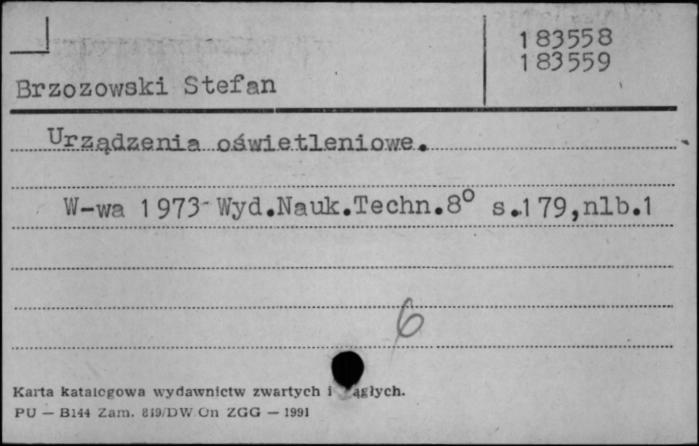 183558
183559
Brzozowski Stefan
Urządzenia oświetleniowe.
W-wa 1973 Wyd.Nauk.Techn.8° s.179,nlb.1
6
Karta katalogowa wydawnictw zwartych i
PU — B144 Zam. 819/DW On ZGG — 1991